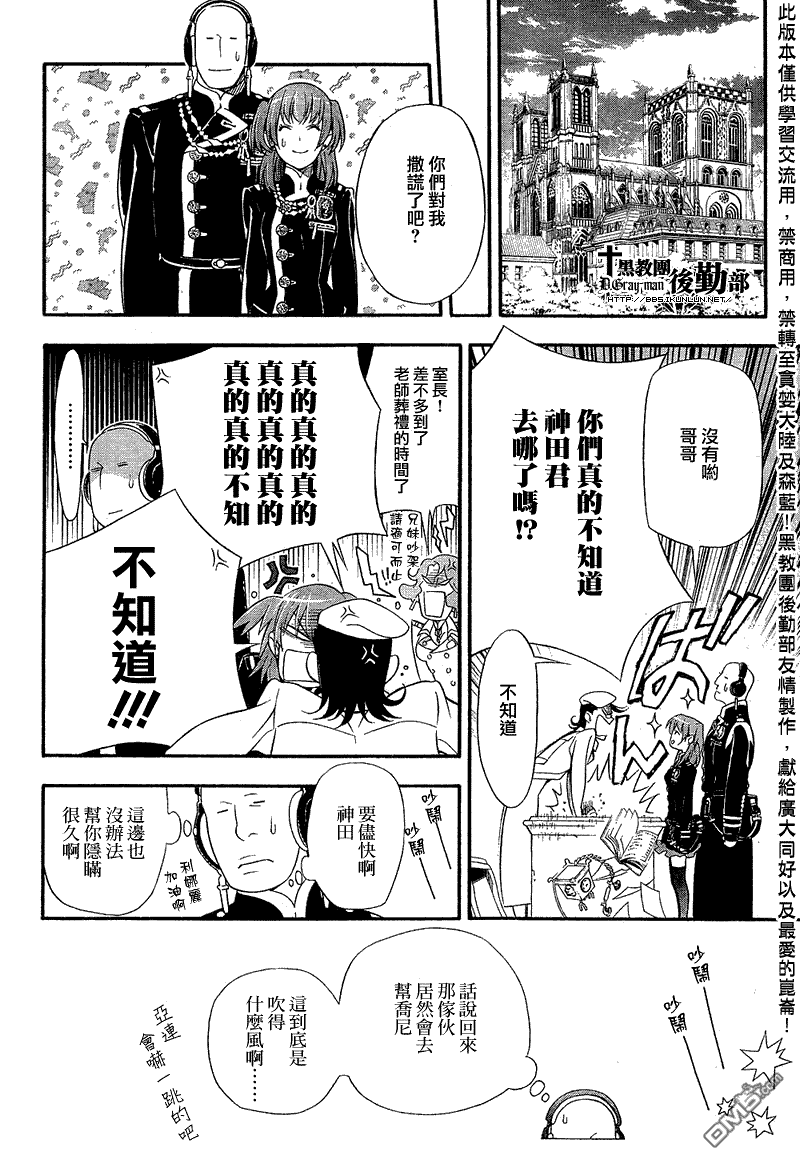 十黑教團
D.Gray-man 後勤部
HTTP://BBS.IKUNLUN.NET/
你們對我
撒謊了吧?
沒有喲
哥哥
你們真的不知道
神田君
去哪了嗎!?
不知道
ばん
室長!
差不多到了
老師葬禮的時間了
兄妹吵架
請適可而止
真的真的真的
真的真的真的
真的真的不知
………
不知道!!!
吵鬧——
吵鬧——
要儘快啊
神田
這邊也
沒辦法
幫你隱瞞
很久啊
利娜麗
加油啊
吵鬧——
吵鬧——
話說回來
那傢伙
居然會去
幫喬尼
這到底是
吹得
什麼風啊……
亞連
會嚇一跳的吧
DM5.com
此版本僅供學習交流用，禁商用，禁轉至貪婪大陸及森藍！黑教團後勤部友情製作，獻給廣大同好以及最愛的崑崙！